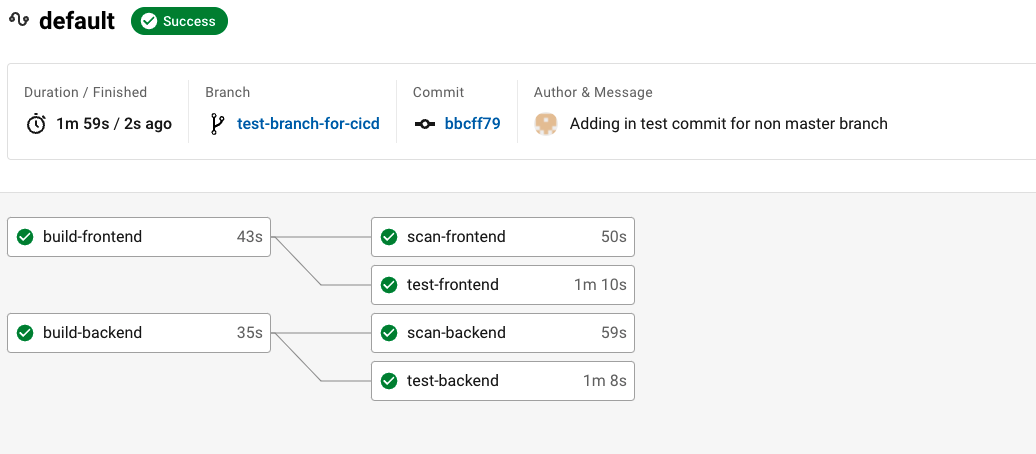 default Success
Duration / Finished Branch Commit Author & Message
1m 59s / 2s ago test-branch-for-cicd bbcff79 Adding in test commit for non master branch
build-frontend 43s scan-frontend 50s
test-frontend 1m 10s
build-backend 35s scan-backend 59s
test-backend 1m 8s